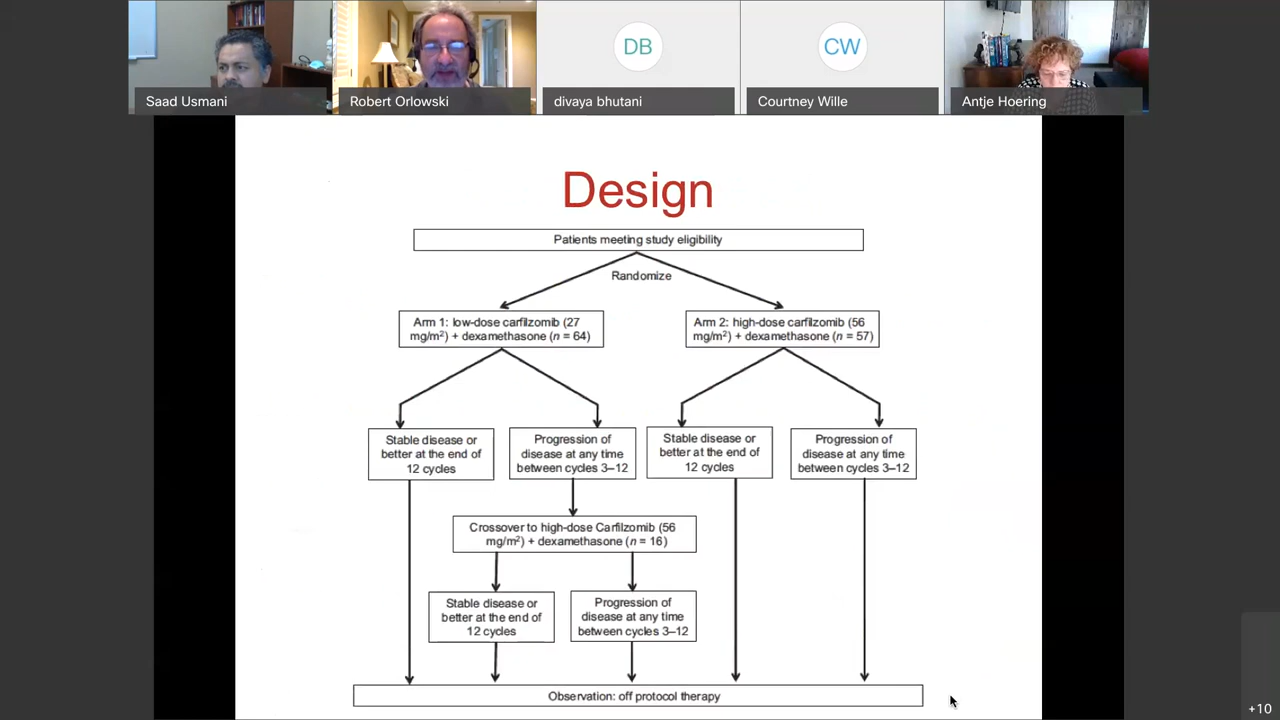 DB
CW
Saad Usmani
Robert Orlowski
divaya bhutani
Courtney Wille
Antje Hoering
Design
Patients meeting study eligibility
Randomize
Arm 1: low-dose carfilzomib (27
mg/m²) + dexamethasone (n = 64)
Arm 2: high-dose carfilzomib (56
mg/m²) + dexamethasone (n = 57)
Stable disease or
better at the end of
12 cycles
Progression of
disease at any time
between cycles 3–12
Stable disease or
better at the end of
12 cycles
Progression of
disease at any time
between cycles 3–12
Crossover to high-dose Carfilzomib (56
mg/m²) + dexamethasone (n = 16)
Stable disease or
better at the end of
12 cycles
Progression of
disease at any time
between cycles 3–12
Observation: off protocol therapy
+10